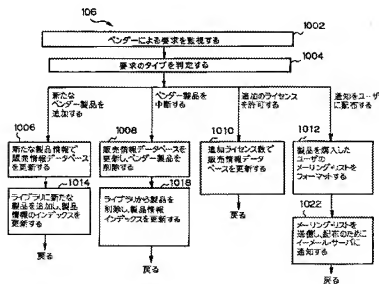 106
1002
ベンダーによる要求を監視する
1004
要求のタイプを判定する
新たな
ベンダー製品を
追加する
ベンダー製品を
中断する
追加のライセンス
を許可する
通知をユーザ
に配布する
1006
新たな製品情報で
販売情報データベース
を更新する
1008
販売情報データベースを
更新し、ベンダー製品を
削除する
1010
追加ライセンス数で
販売情報データ
ベースを更新する
1012
製品を購入した
ユーザの
メーリング・リストを
フォーマットする
1014
ライブラリに新たな
製品を追加し、製品
情報のインデックスを
更新する
1018
ライブラリから製品を
削除し、製品情報
インデックスを更新する
1022
メーリング・リストを
送信し、配布のために
イーメール・サーバに
通知する
戻る
戻る
戻る
戻る